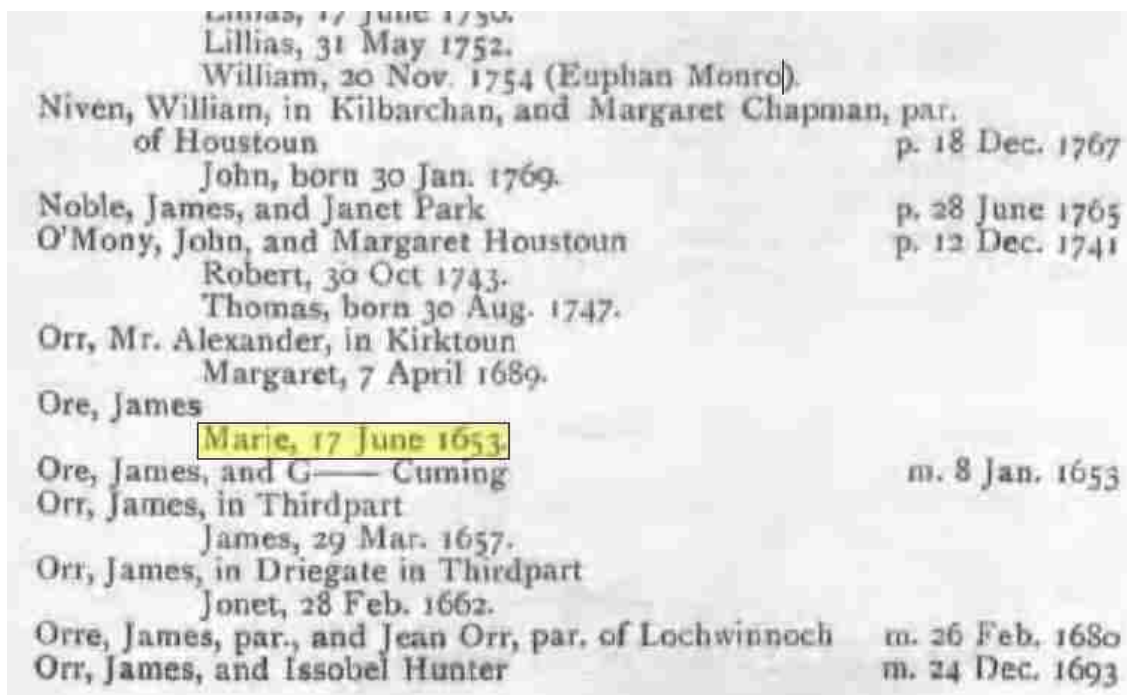 Lillias, 17 June 1750.
Lillias, 31 May 1752.
William, 20 Nov. 1754 (Euphan Monro).
Niven, William, in Kilbarchan, and Margaret Chapman, par.
of Houstoun p. 18 Dec. 1767
John, born 30 Jan. 1769.
Noble, James, and Janet Park p. 28 June 1765
O'Mony, John, and Margaret Houstoun p. 12 Dec. 1741
Robert, 30 Oct 1743.
Thomas, born 30 Aug. 1747.
Orr, Mr. Alexander, in Kirktoun
Margaret, 7 April 1689.
Ore, James
Marie, 17 June 1653.
Ore, James, and G—— Cuming m. 8 Jan. 1653
Orr, James, in Thirdpart
James, 29 Mar. 1657.
Orr, James, in Driegate in Thirdpart
Jonet, 28 Feb. 1662.
Orre, James, par., and Jean Orr, par. of Lochwinnoch m. 26 Feb. 1680
Orr, James, and Issobel Hunter m. 24 Dec. 1693